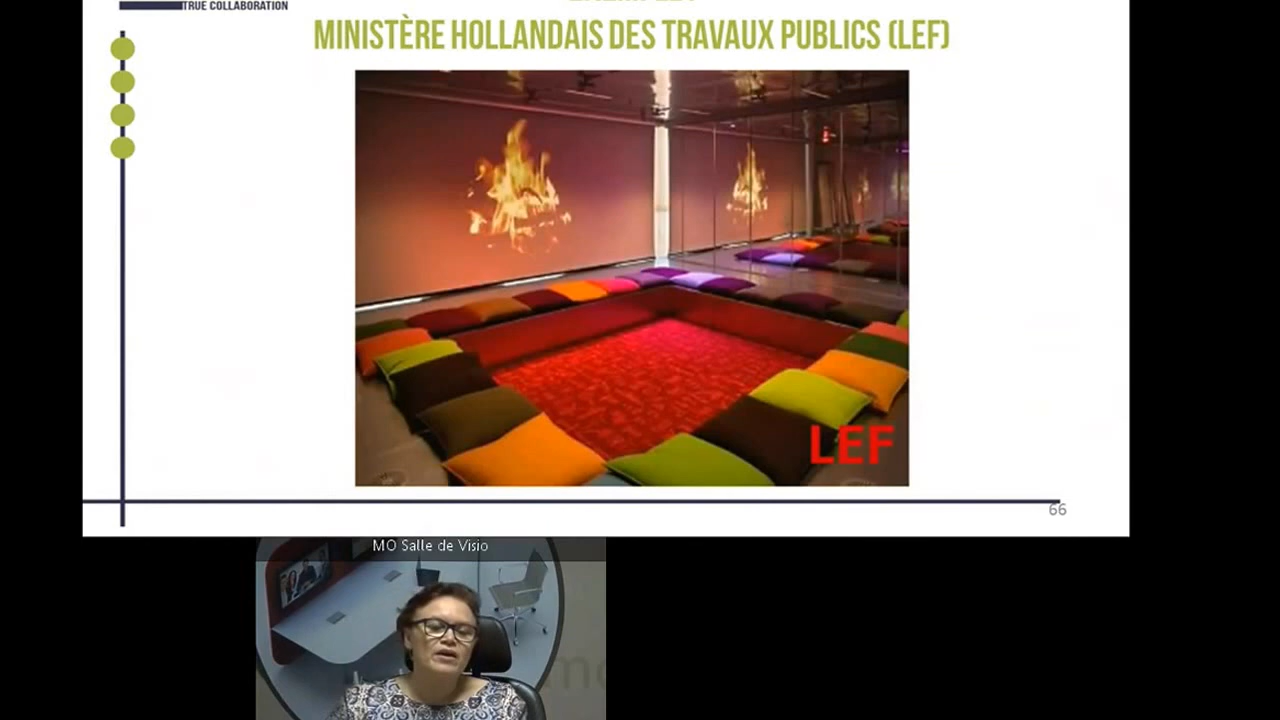 TRUE COLLABORATION
MINISTÈRE HOLLANDAIS DES TRAVAUX PUBLICS (LEF)
LEF
66
MO Salle de Visio